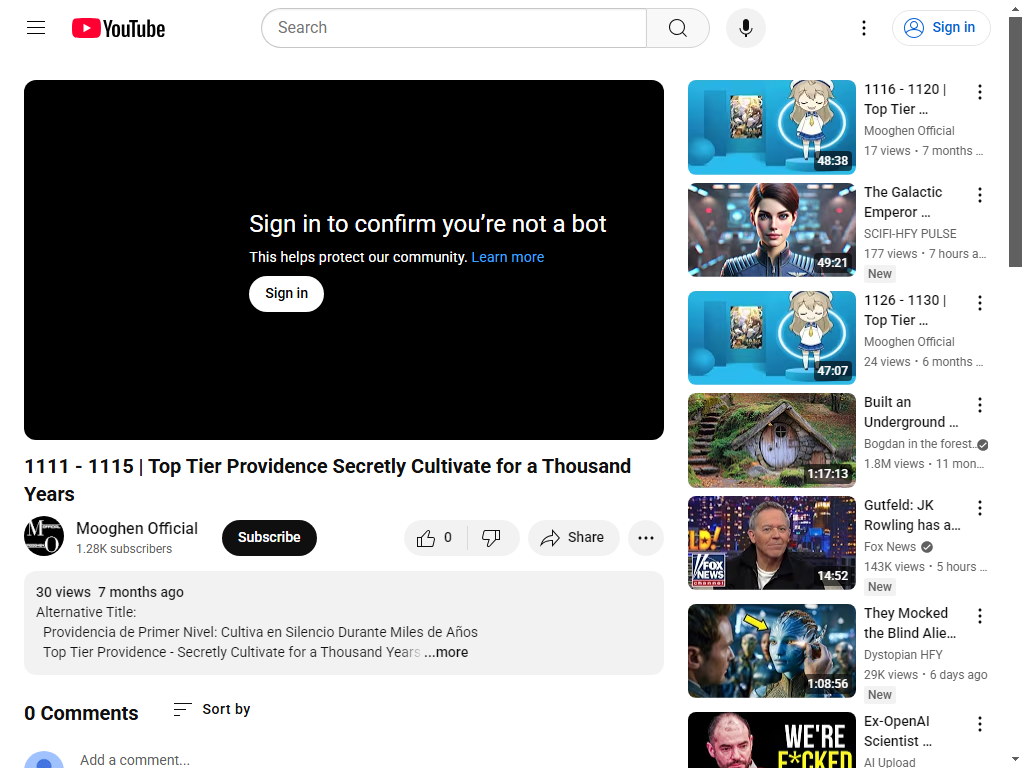 YouTube
Search
Sign in
Sign in to confirm you’re not a bot
This helps protect our community. Learn more
Sign in
1111 - 1115 | Top Tier Providence Secretly Cultivate for a Thousand
Years
Mooghen Official
1.28K subscribers
Subscribe
0
Share
30 views 7 months ago
Alternative Title:
Providencia de Primer Nivel: Cultiva en Silencio Durante Miles de Años
Top Tier Providence - Secretly Cultivate for a Thousand Years ...more
0 Comments
Sort by
Add a comment...
1116 - 1120 |
Top Tier ...
Mooghen Official
17 views • 7 months ...
48:38
The Galactic
Emperor ...
SCIFI-HFY PULSE
177 views • 7 hours a...
New
49:21
1126 - 1130 |
Top Tier ...
Mooghen Official
24 views • 6 months ...
47:07
Built an
Underground ...
Bogdan in the forest...
1.8M views • 11 mon...
1:17:13
Gutfeld: JK
Rowling has a...
Fox News
143K views • 5 hours ...
New
FOX
NEWS
channel
14:52
They Mocked
the Blind Alie...
Dystopian HFY
29K views • 6 days ago
New
1:08:56
Ex-OpenAI
Scientist ...
AI Upload
WE'RE
F*CKED